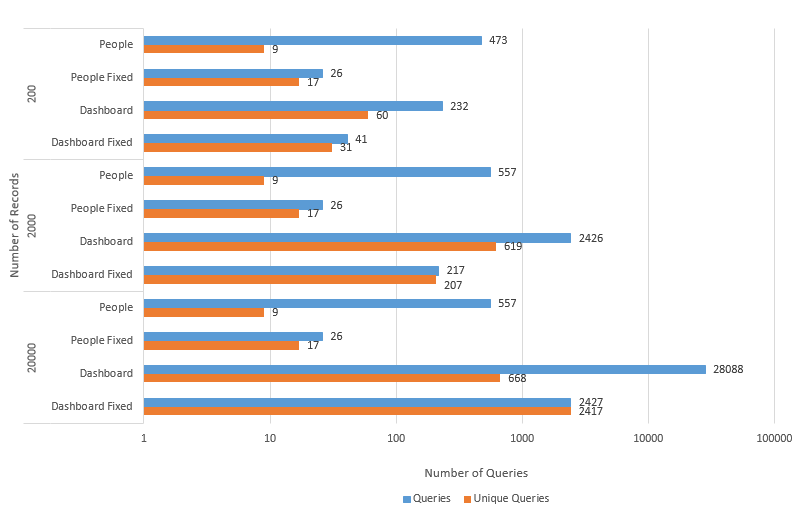 Number of Records
200
People
473
9
People Fixed
26
17
Dashboard
232
60
Dashboard Fixed
41
31
2000
People
557
9
People Fixed
26
17
Dashboard
2426
619
Dashboard Fixed
217
207
20000
People
557
9
People Fixed
26
17
Dashboard
28088
668
Dashboard Fixed
2427
2417
1 10 100 1000 10000 100000
Number of Queries
Queries Unique Queries